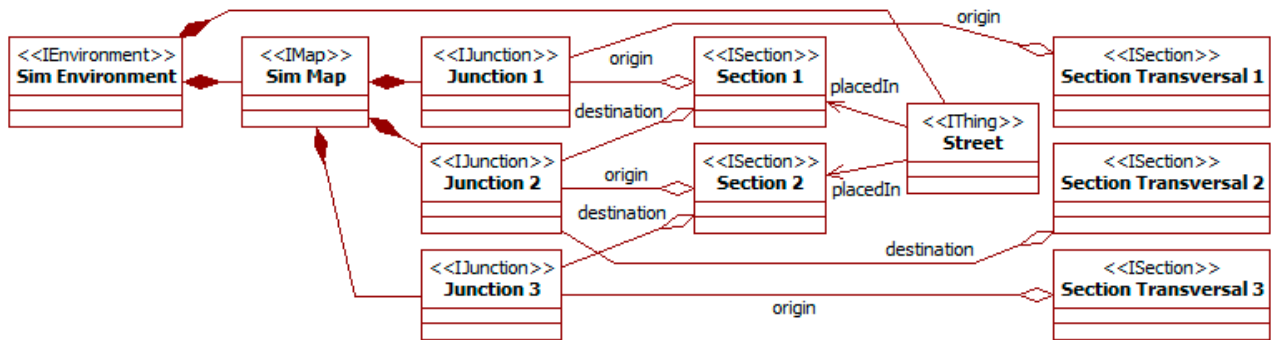 origin
<<IEnvironment>>
Sim Environment
<<IMap>>
Sim Map
<<IJunction>>
Junction 1
origin
<<ISection>>
Section 1
<<ISection>>
Section Transversal 1
placedIn
destination
<<IThing>>
Street
<<IJunction>>
Junction 2
origin
<<ISection>>
Section 2
<<ISection>>
Section Transversal 2
placedIn
destination
destination
<<IJunction>>
Junction 3
<<ISection>>
Section Transversal 3
origin